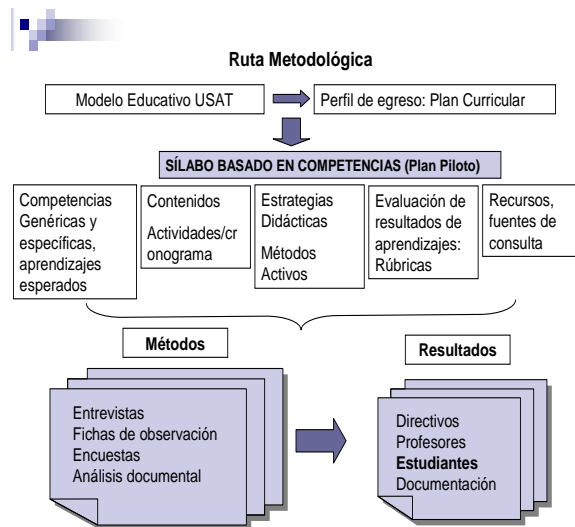 Ruta Metodológica
Modelo Educativo USAT
Perfil de egreso: Plan Curricular
SÍLABO BASADO EN COMPETENCIAS (Plan Piloto)
Competencias
Genéricas y
específicas,
aprendizajes
esperados
Contenidos
Actividades/cr
onograma
Estrategias
Didácticas
Métodos
Activos
Evaluación de
resultados de
aprendizajes:
Rúbricas
Recursos,
fuentes de
consulta
Métodos
Entrevistas
Fichas de observación
Encuestas
Análisis documental
Resultados
Directivos
Profesores
Estudiantes
Documentación